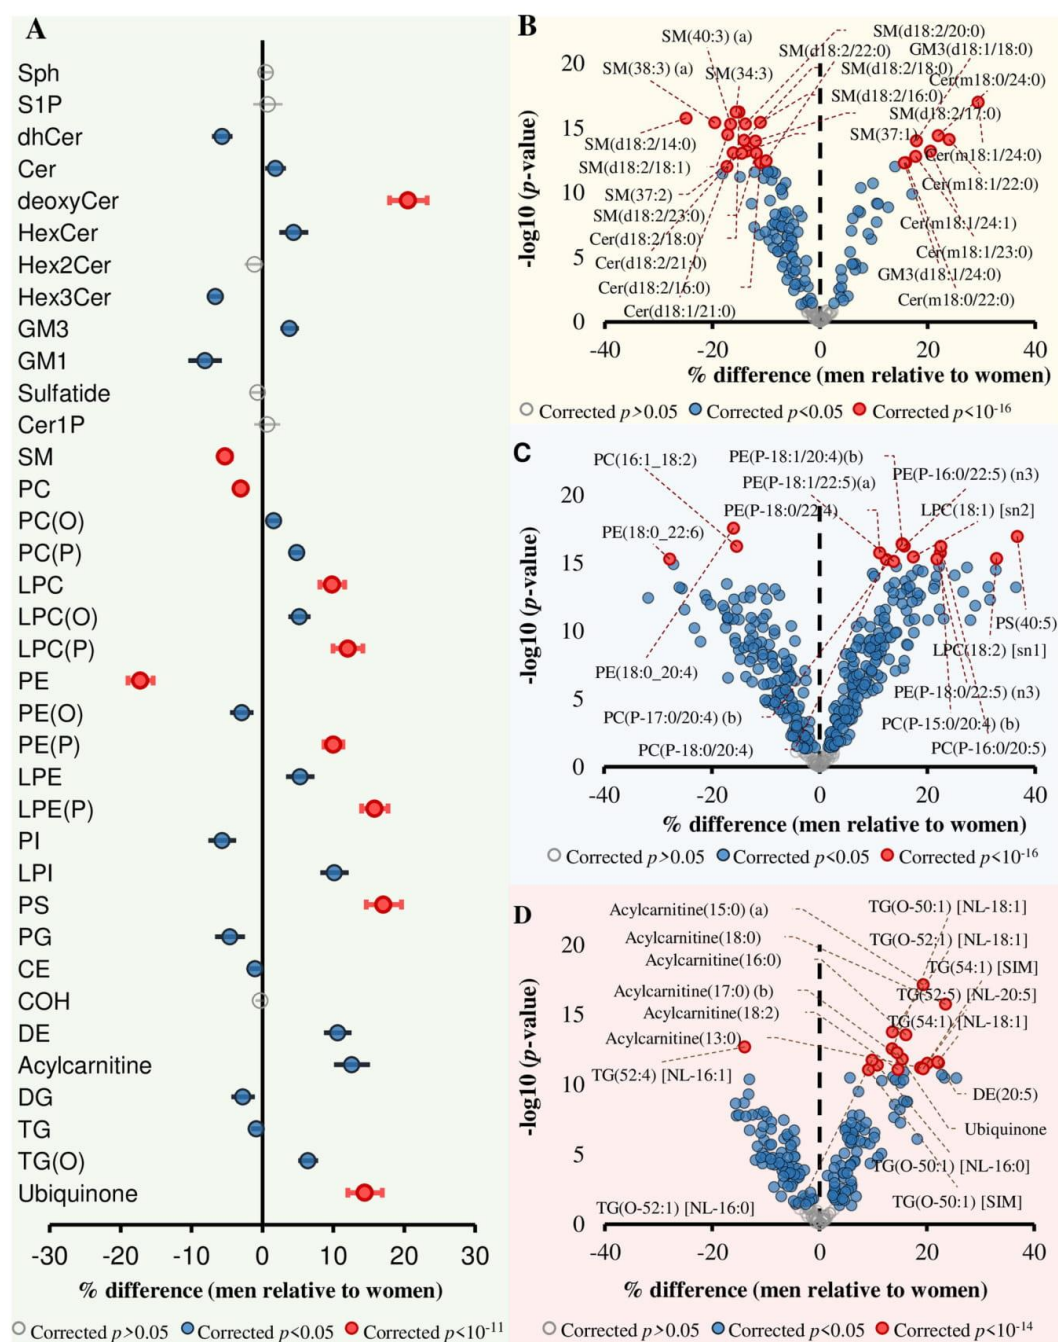 A
Sph
S1P
dhCer
Cer
deoxyCer
HexCer
Hex2Cer
Hex3Cer
GM3
GM1
Sulfatide
Cer1P
SM
PC
PC(O)
PC(P)
LPC
LPC(O)
LPC(P)
PE
PE(O)
PE(P)
LPE
LPE(P)
PI
LPI
PS
PG
CE
COH
DE
Acylcarnitine
DG
TG
TG(O)
Ubiquinone
-30 -20 -10 0 10 20 30
% difference (men relative to women)
Corrected p>0.05 Corrected p<0.05 Corrected p<10-11
B
SM(d18:2/20:0)
SM(40:3) (a)
SM(d18:2/22:0)
GM3(d18:1/18:0)
SM(38:3) (a)
SM(34:3)
SM(d18:2/18:0)
Cer(m18:0/24:0)
SM(d18:2/16:0)
SM(d18:2/17:0)
SM(37:1)
SM(d18:2/14:0)
Cer(m18:1/24:0)
SM(d18:2/18:1)
Cer(m18:1/22:0)
SM(37:2)
SM(d18:2/23:0)
Cer(m18:1/24:1)
Cer(d18:2/18:0)
Cer(m18:1/23:0)
Cer(d18:2/21:0)
GM3(d18:1/24:0)
Cer(d18:2/16:0)
Cer(m18:0/22:0)
Cer(d18:1/21:0)
20
15
10
5
0
-log10 (p-value)
-40 -20 0 20 40
% difference (men relative to women)
Corrected p>0.05 Corrected p<0.05 Corrected p<10-16
C
PC(16:1_18:2)
PE(P-18:1/20:4)(b)
PE(P-16:0/22:5) (n3)
PE(P-18:1/22:5)(a)
PE(P-18:0/22:4)
LPC(18:1) [sn2]
PE(18:0_22:6)
PS(40:5)
LPC(18:2) [sn1]
PE(18:0_20:4)
PE(P-18:0/22:5) (n3)
PC(P-17:0/20:4) (b)
PC(P-15:0/20:4) (b)
PC(P-18:0/20:4)
PC(P-16:0/20:5)
20
15
10
5
0
-log10 (p-value)
-40 -20 0 20 40
% difference (men relative to women)
Corrected p>0.05 Corrected p<0.05 Corrected p<10-16
D
Acylcarnitine(15:0) (a)
TG(O-50:1) [NL-18:1]
Acylcarnitine(18:0)
TG(O-52:1) [NL-18:1]
Acylcarnitine(16:0)
TG(54:1) [SIM]
Acylcarnitine(17:0) (b)
TG(52:5) [NL-20:5]
Acylcarnitine(18:2)
TG(54:1) [NL-18:1]
Acylcarnitine(13:0)
TG(52:4) [NL-16:1]
DE(20:5)
Ubiquinone
TG(O-50:1) [NL-16:0]
TG(O-52:1) [NL-16:0]
TG(O-50:1) [SIM]
20
15
10
5
0
-log10 (p-value)
-40 -20 0 20 40
% difference (men relative to women)
Corrected p>0.05 Corrected p<0.05 Corrected p<10-14